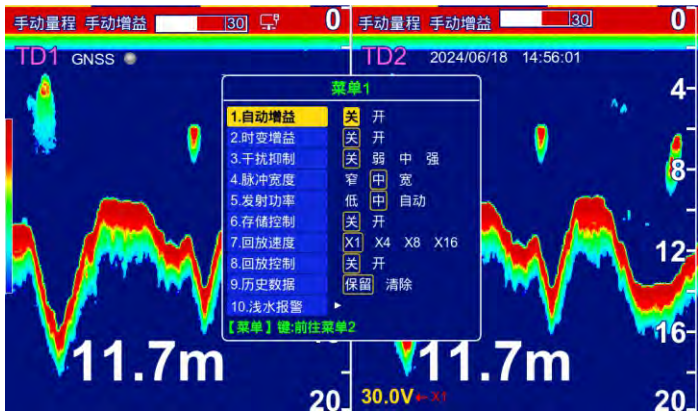 手动量程 手动增益 30 0
手动量程 手动增益 30 0
TD1 GNSS
TD2 2024/06/18 14:56:01
4
8
12
16
20
菜单1
1.自动增益 关 开
2.时变增益 关 开
3.干扰抑制 关 弱 中 强
4.脉冲宽度 窄 中 宽
5.发射功率 低 中 自动
6.存储控制 关 开
7.回放速度 X1 X4 X8 X16
8.回放控制 关 开
9.历史数据 保留 清除
10.浅水报警
【菜单】键:前往菜单2
11.7m
20
11.7m
30.0V X1